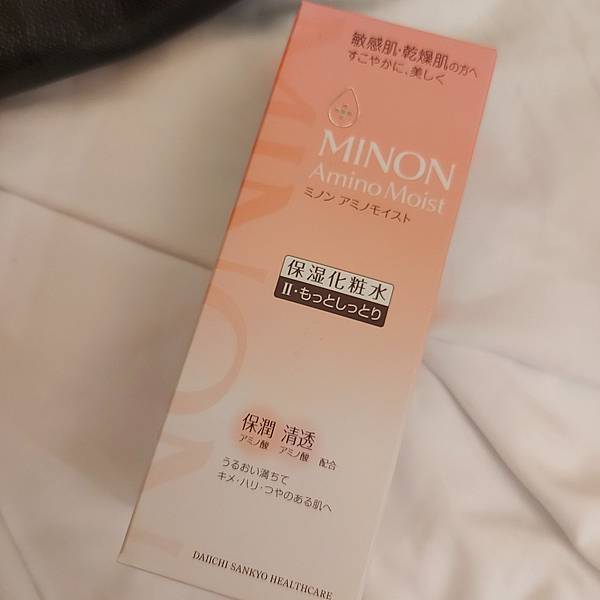 敏感肌・乾燥肌の方へ
すこやかに、美しく
MINON
Amino Moist
ミノン アミノモイスト
保湿化粧水
II・もっとしっとり
保潤 清透
アミノ酸 アミノ酸 配合
うるおい満ちて
キメ・ハリ・つやのある肌へ
DAIICHI SANKYO HEALTHCARE
MINON